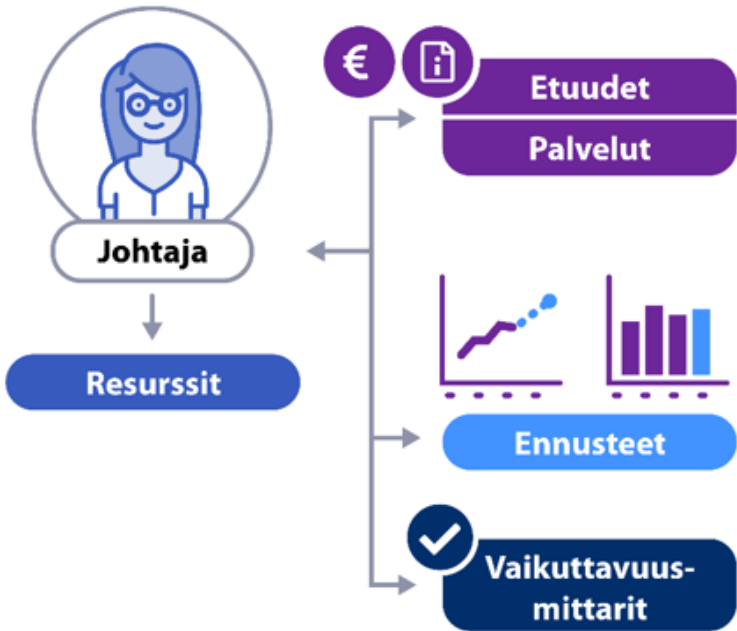 Johtaja
Resurssit
€
i
Etuudet
Palvelut
Ennusteet
Vaikuttavuus-
mittarit